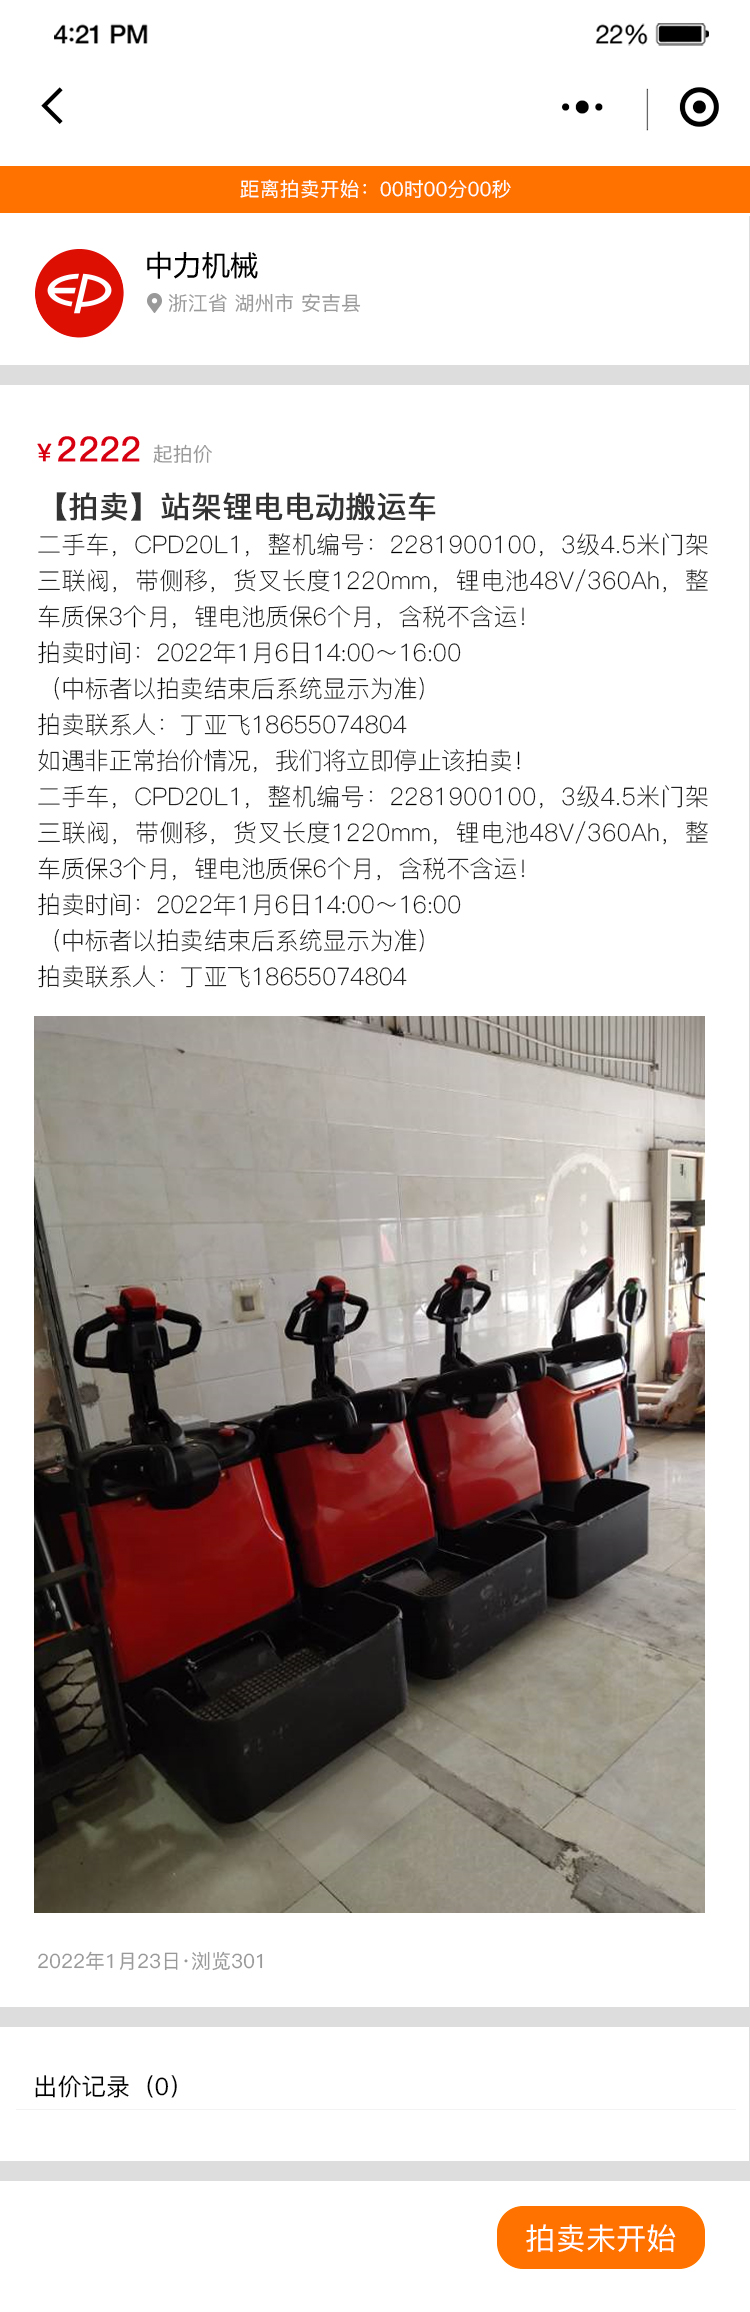 4:21 PM
22%
距离拍卖开始：00时00分00秒
中力机械
浙江省 湖州市 安吉县
¥2222 起拍价
【拍卖】站架锂电电动搬运车
二手车，CPD20L1，整机编号：2281900100，3级4.5米门架
三联阀，带侧移，货叉长度1220mm，锂电池48V/360Ah，整
车质保3个月，锂电池质保6个月，含税不含运！
拍卖时间：2022年1月6日14:00～16:00
（中标者以拍卖结束后系统显示为准）
拍卖联系人：丁亚飞18655074804
如遇非正常抬价情况，我们将立即停止该拍卖！
二手车，CPD20L1，整机编号：2281900100，3级4.5米门架
三联阀，带侧移，货叉长度1220mm，锂电池48V/360Ah，整
车质保3个月，锂电池质保6个月，含税不含运！
拍卖时间：2022年1月6日14:00～16:00
（中标者以拍卖结束后系统显示为准）
拍卖联系人：丁亚飞18655074804
2022年1月23日·浏览301
出价记录（0）
拍卖未开始